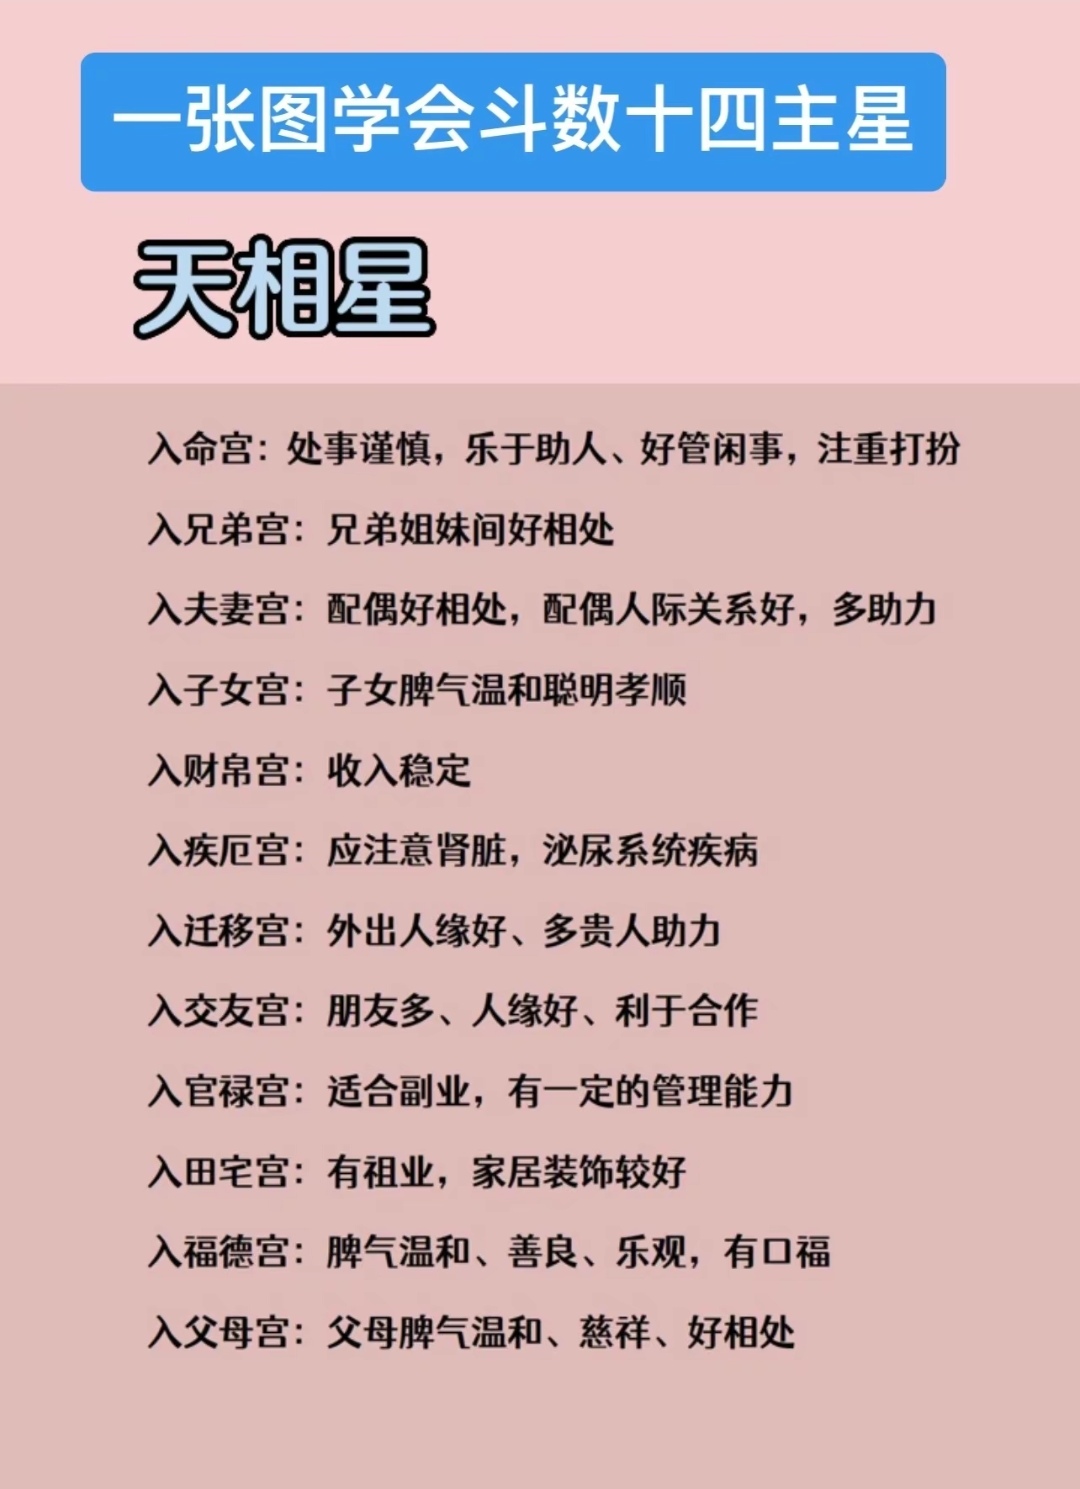 一张图学会斗数十四主星
天相星
入命宫：处事谨慎，乐于助人、好管闲事，注重打扮
入兄弟宫：兄弟姐妹间好相处
入夫妻宫：配偶好相处，配偶人际关系好，多助力
入子女宫：子女脾气温和聪明孝顺
入财帛宫：收入稳定
入疾厄宫：应注意肾脏，泌尿系统疾病
入迁移宫：外出人缘好、多贵人助力
入交友宫：朋友多、人缘好、利于合作
入官禄宫：适合副业，有一定的管理能力
入田宅宫：有祖业，家居装饰较好
入福德宫：脾气温和、善良、乐观，有口福
入父母宫：父母脾气温和、慈祥、好相处